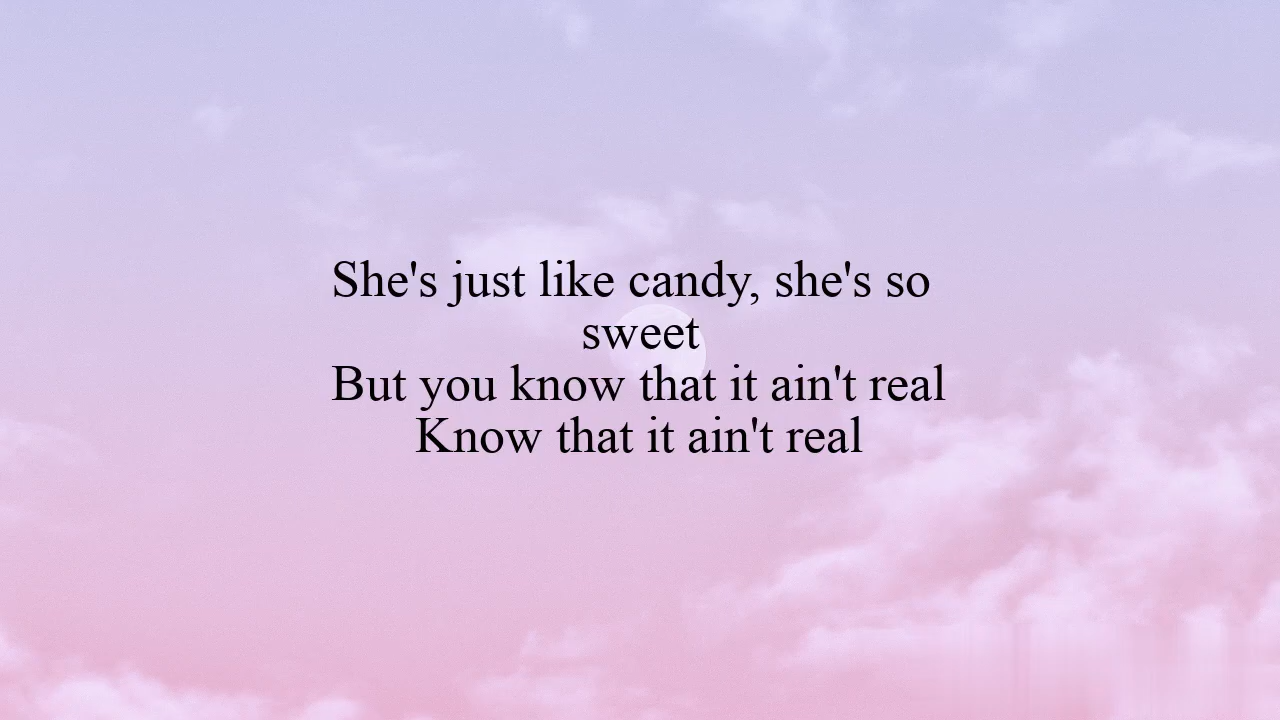 She's just like candy, she's so
sweet
But you know that it ain't real
Know that it ain't real